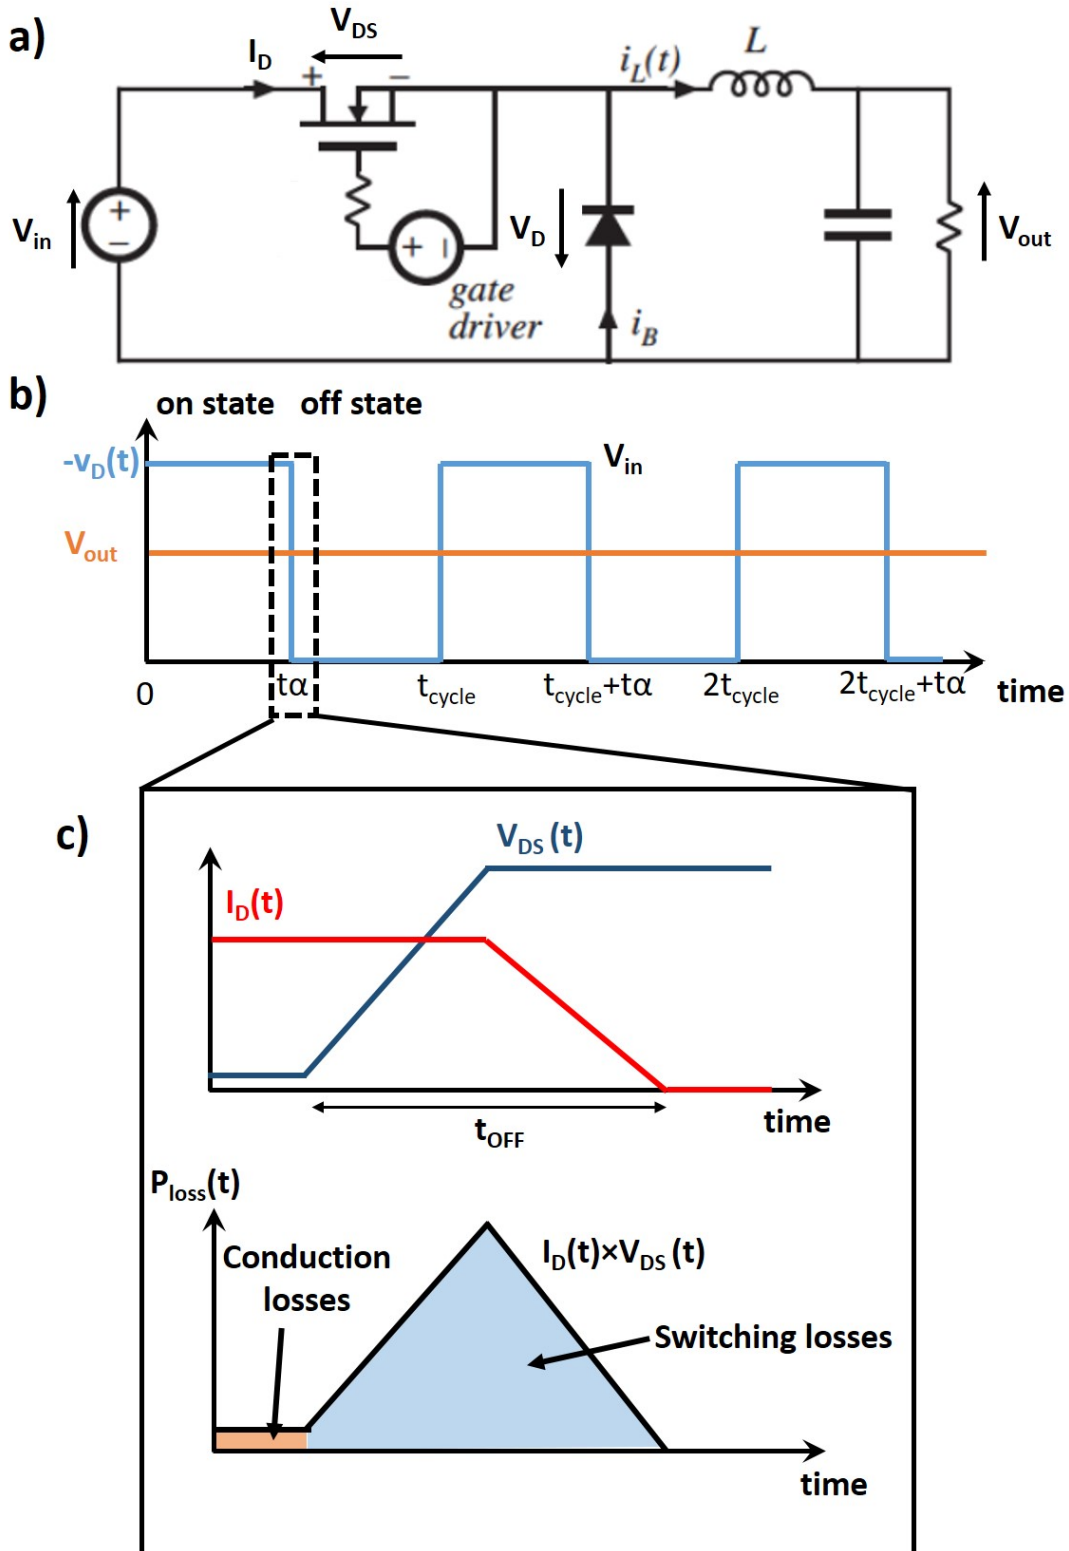 a)
V_DS
I_D
+ −
i_L(t)
L
V_in
+
−
+ −
gate
driver
V_D
i_B
V_out
b)
on state off state
-v_D(t)
V_in
V_out
0
tα
t_cycle
t_cycle+tα
2t_cycle
2t_cycle+tα
time
c)
V_DS (t)
I_D(t)
t_OFF
time
P_loss(t)
Conduction
losses
I_D(t)×V_DS (t)
Switching losses
time